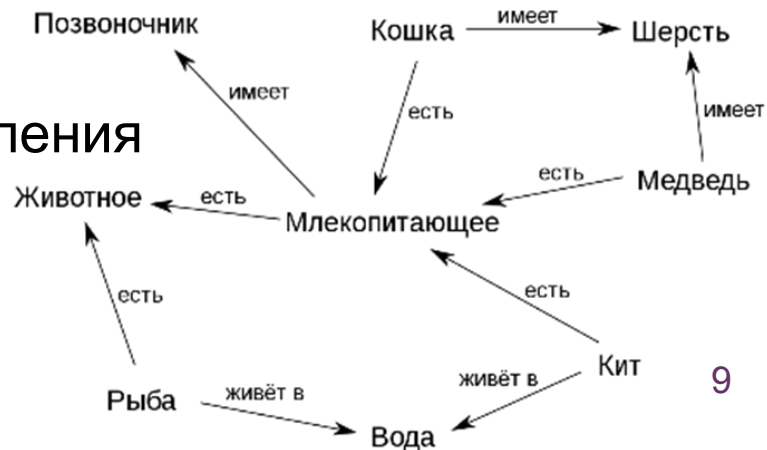 Позвоночник
Кошка
имеет
Шерсть
имеет
есть
имеет
Животное
есть
Млекопитающее
есть
Медведь
есть
есть
Рыба
живёт в
Вода
живёт в
Кит
9